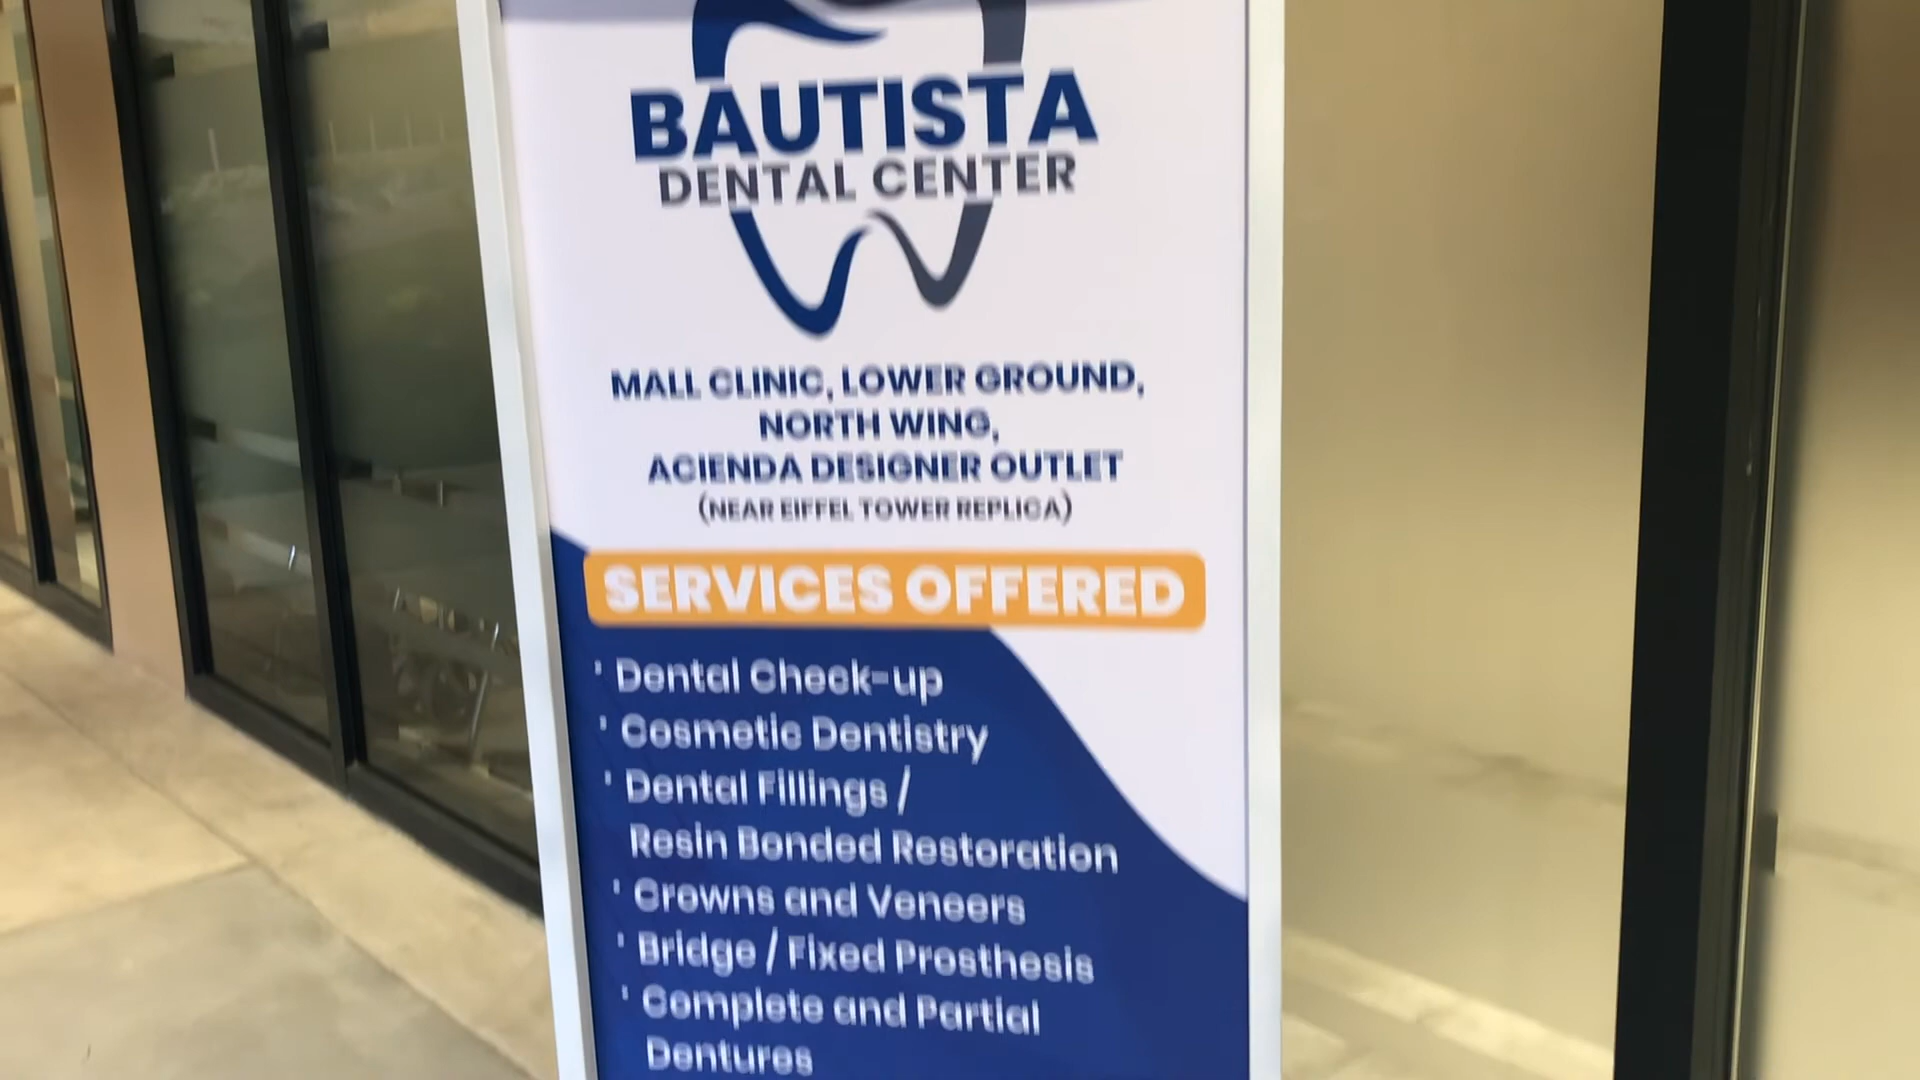 BAUTISTA
DENTAL CENTER
MALL CLINIC, LOWER GROUND,
NORTH WING,
ACIENDA DESIGNER OUTLET
(NEAR EIFFEL TOWER REPLICA)
SERVICES OFFERED
· Dental Check-up
· Cosmetic Dentistry
· Dental Fillings /
Resin Bonded Restoration
· Crowns and Veneers
· Bridge / Fixed Prosthesis
· Complete and Partial
Dentures